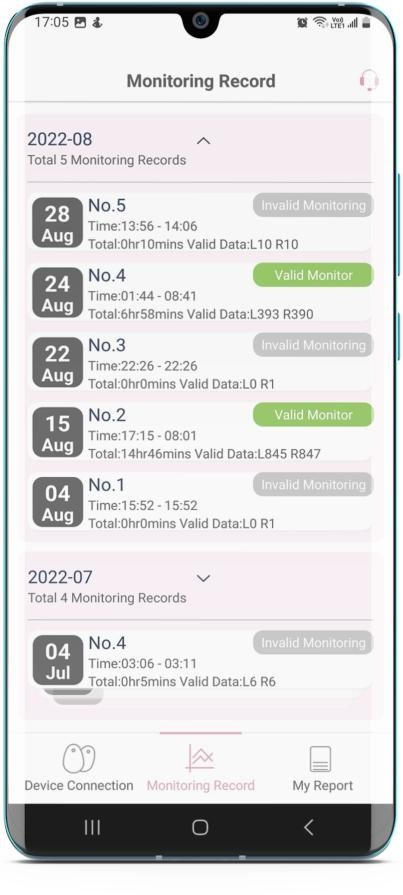 17:05
Vo))
LTE1
Monitoring Record
2022-08
Total 5 Monitoring Records
28
Aug
No.5
Invalid Monitoring
Time:13:56 - 14:06
Total:0hr10mins Valid Data:L10 R10
24
Aug
No.4
Valid Monitor
Time:01:44 - 08:41
Total:6hr58mins Valid Data:L393 R390
22
Aug
No.3
Invalid Monitoring
Time:22:26 - 22:26
Total:0hr0mins Valid Data:L0 R1
15
Aug
No.2
Valid Monitor
Time:17:15 - 08:01
Total:14hr46mins Valid Data:L845 R847
04
Aug
No.1
Invalid Monitoring
Time:15:52 - 15:52
Total:0hr0mins Valid Data:L0 R1
2022-07
Total 4 Monitoring Records
04
Jul
No.4
Invalid Monitoring
Time:03:06 - 03:11
Total:0hr5mins Valid Data:L6 R6
Device Connection
Monitoring Record
My Report